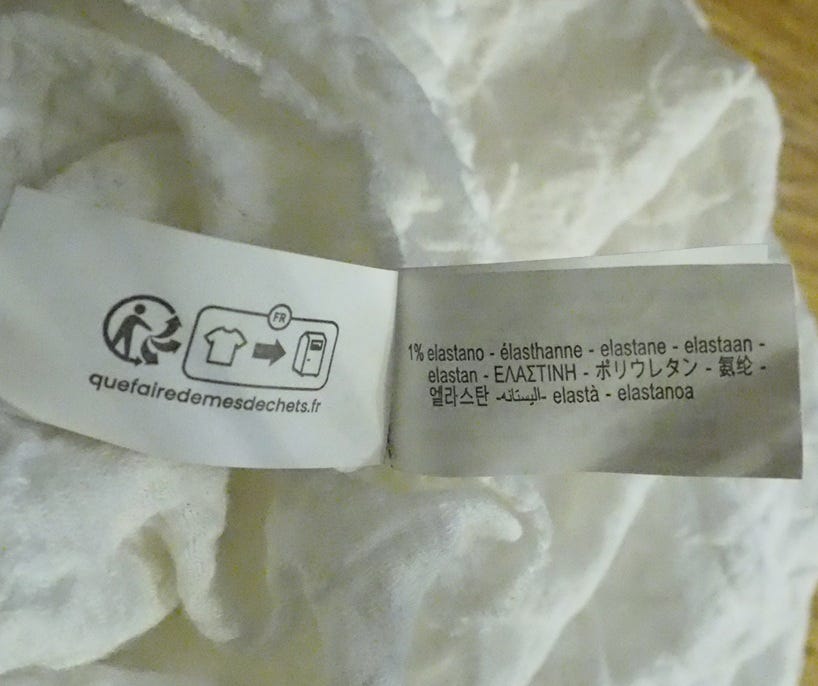 FR
quefairedemesdechets.fr
1% elastano - élasthanne - elastane - elastaan -
elastan - ΕΛΑΣΤΙΝΗ - ポリウレタン - 氨纶 -
엘라스탄 -اليستانه- elastà - elastanoa